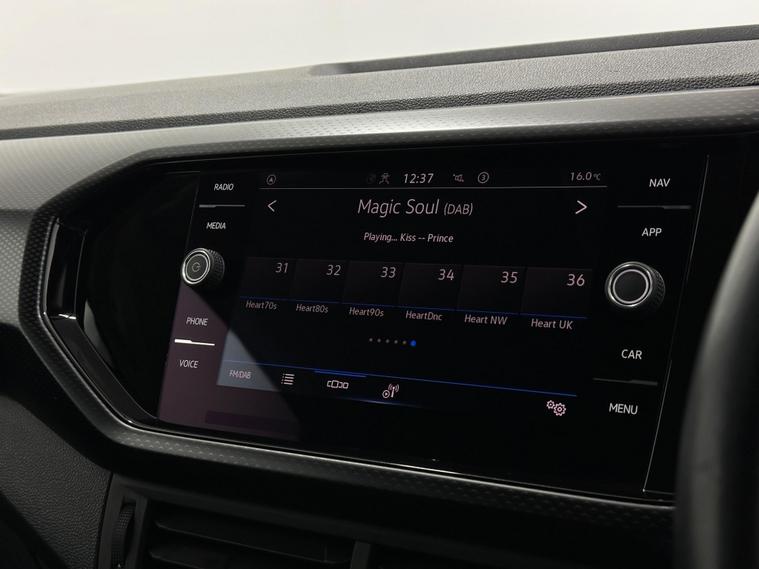 RADIO
MEDIA
PHONE
VOICE
12:37
3
16.0°C
< Magic Soul (DAB) >
Playing... Kiss -- Prince
31 32 33 34 35 36
Heart70s Heart80s Heart90s HeartDnc Heart NW Heart UK
FM/DAB
NAV
APP
CAR
MENU